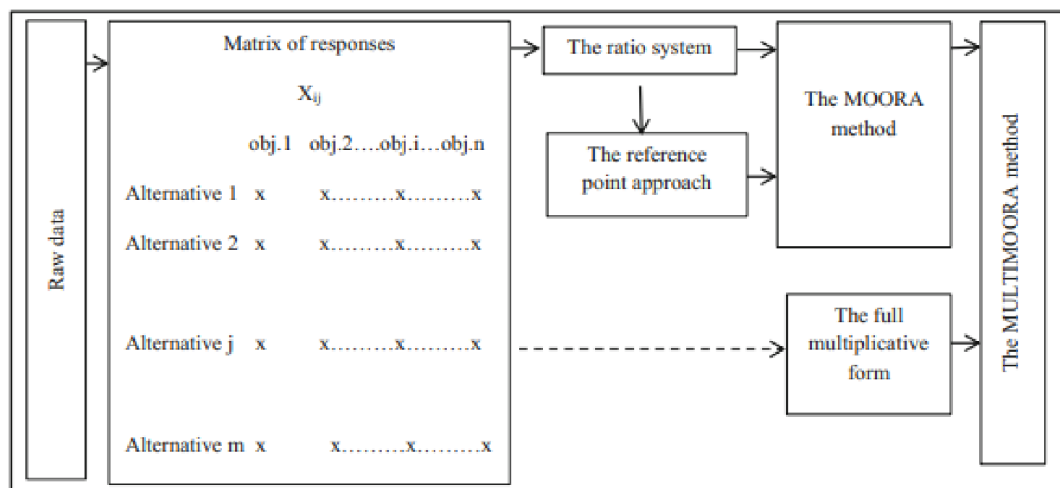 Raw data
Matrix of responses
Xij
obj.1 obj.2....obj.i...obj.n
Alternative 1 x x.........x.........x
Alternative 2 x x.........x.........x
Alternative j x x.........x.........x
Alternative m x x.........x.........x
The ratio system
The reference
point approach
The MOORA
method
The full
multiplicative
form
The MULTIMOORA method